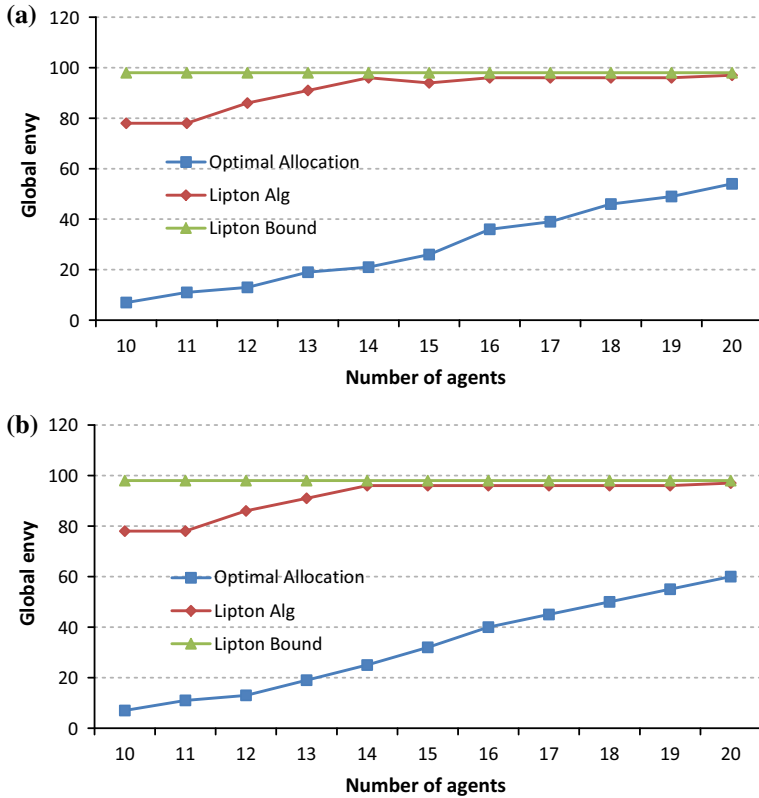 (a)
120
100
80
60
40
20
0
Global envy
Optimal Allocation
Lipton Alg
Lipton Bound
10 11 12 13 14 15 16 17 18 19 20
Number of agents
(b)
120
100
80
60
40
20
0
Global envy
Optimal Allocation
Lipton Alg
Lipton Bound
10 11 12 13 14 15 16 17 18 19 20
Number of agents